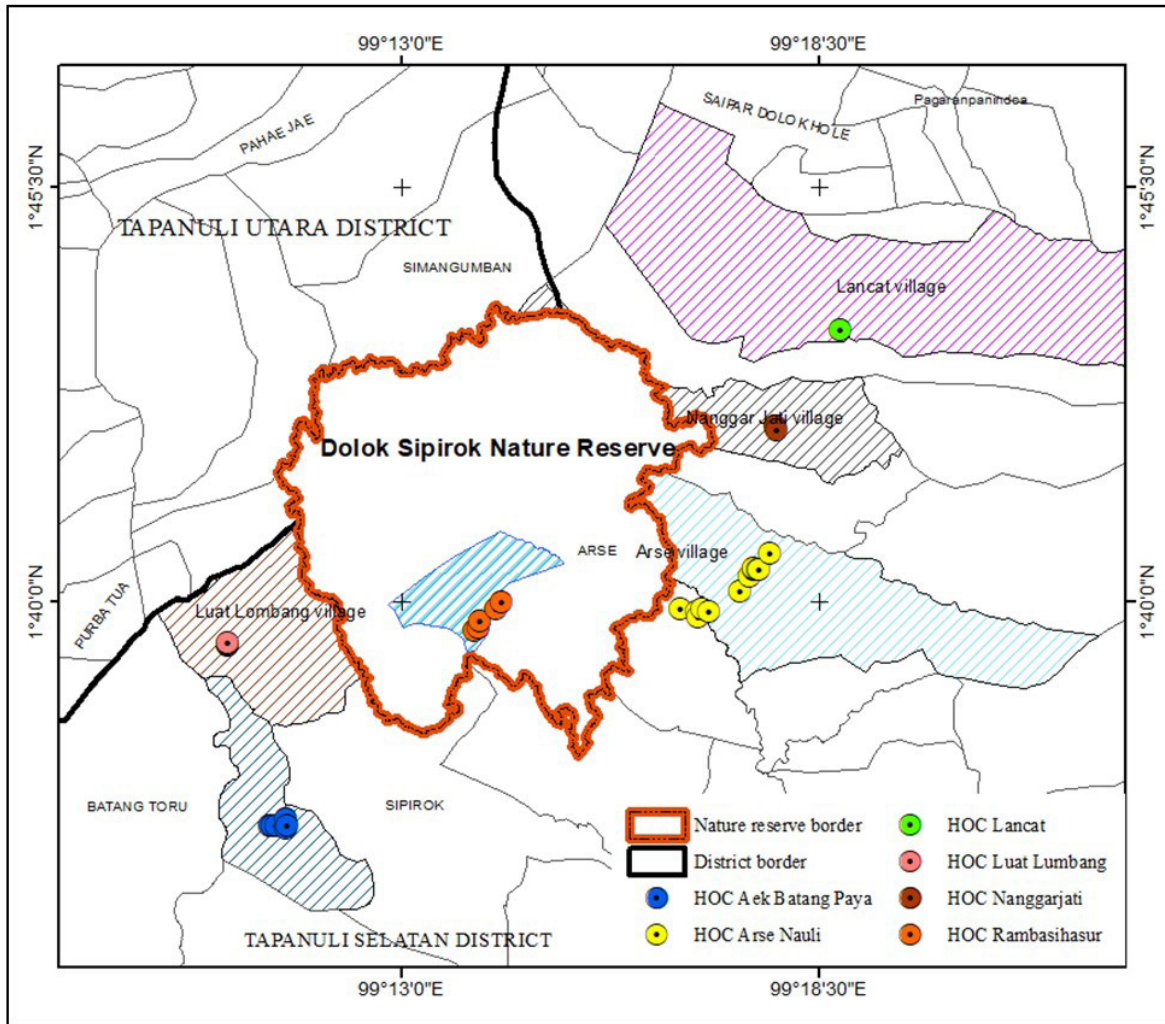 99°13'0"E
99°18'30"E
SAIPAR DOLOK HOLE
Pagaranpanindoa
PAHAE JAE
1°45'30"N
1°45'30"N
TAPANULI UTARA DISTRICT
SIMANGUMBAN
Lancat village
Nanggar Jati village
Dolok Sipirok Nature Reserve
ARSE
Arse village
1°40'0"N
1°40'0"N
PURBA TUA
Luat Lombang village
BATANG TORU
SIPIROK
TAPANULI SELATAN DISTRICT
Nature reserve border
District border
HOC Aek Batang Paya
HOC Arse Nauli
HOC Lancat
HOC Luat Lumbang
HOC Nanggarjati
HOC Rambasihasur
99°13'0"E
99°18'30"E